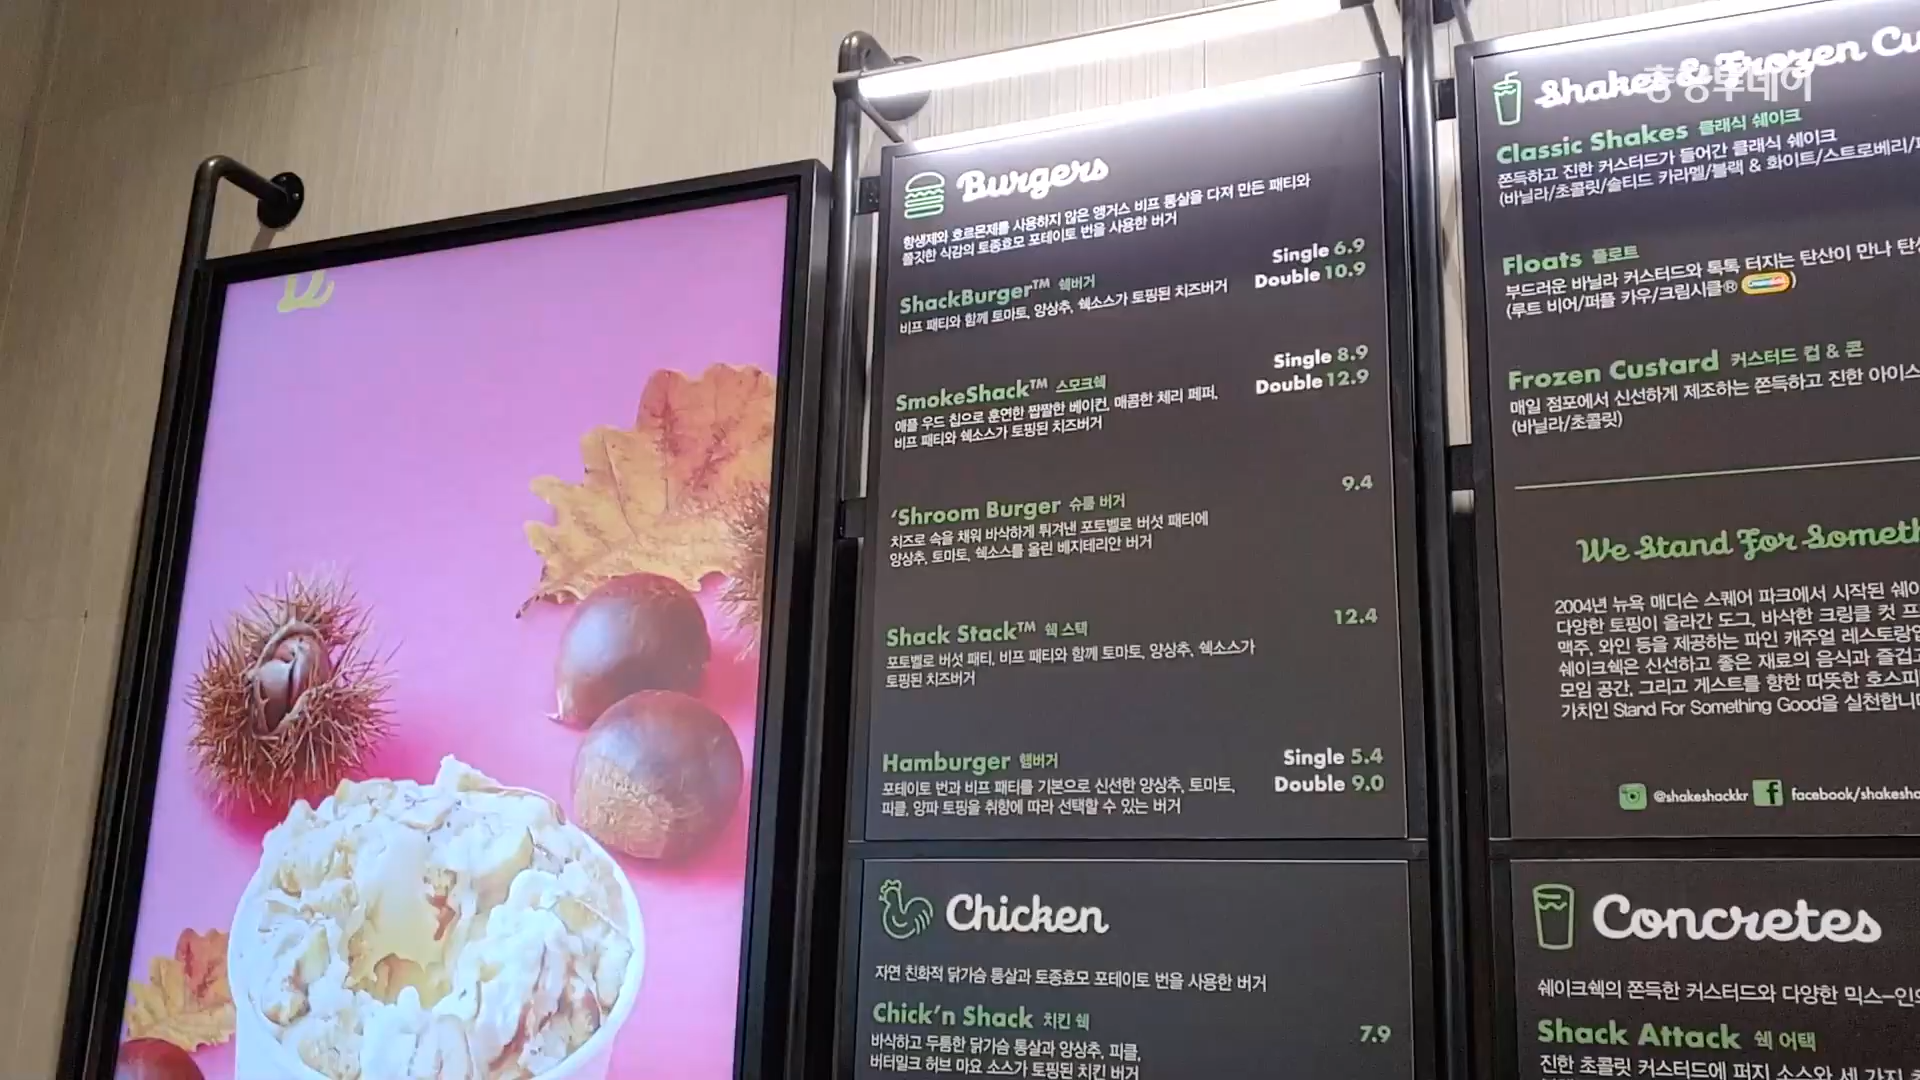 Burgers
항생제와 호르몬제를 사용하지 않은 앵거스 비프 통살을 다져 만든 패티와
쫄깃한 식감의 토종효모 포테이토 번을 사용한 버거
ShackBurger™ 쉑버거
Single 6.9
Double 10.9
비프 패티와 함께 토마토, 양상추, 쉑소스가 토핑된 치즈버거
SmokeShack™ 스모크쉑
Single 8.9
Double 12.9
애플 우드 칩으로 훈연한 짭짤한 베이컨, 매콤한 체리 페퍼,
비프 패티와 쉑소스가 토핑된 치즈버거
‘Shroom Burger 슈룸 버거
9.4
치즈로 속을 채워 바삭하게 튀겨낸 포토벨로 버섯 패티에
양상추, 토마토, 쉑소스를 올린 베지테리안 버거
Shack Stack™ 쉑 스택
12.4
포토벨로 버섯 패티, 비프 패티와 함께 토마토, 양상추, 쉑소스가
토핑된 치즈버거
Hamburger 햄버거
Single 5.4
Double 9.0
포테이토 번과 비프 패티를 기본으로 신선한 양상추, 토마토,
피클, 양파 토핑을 취향에 따라 선택할 수 있는 버거
Chicken
자연 친화적 닭가슴 통살과 토종효모 포테이토 번을 사용한 버거
Chick’n Shack 치킨 쉑
7.9
바삭하고 두툼한 닭가슴 통살과 양상추, 피클,
버터밀크 허브 마요 소스가 토핑된 치킨 버거
Shakes & Frozen Cu
중앙투데이
Classic Shakes 클래식 쉐이크
쫀득하고 진한 커스터드가 들어간 클래식 쉐이크
(바닐라/초콜릿/솔티드 카라멜/블랙 & 화이트/스트로베리/
Floats 플로트
부드러운 바닐라 커스터드와 톡톡 터지는 탄산이 만나
(루트 비어/퍼플 카우/크림시클® )
Frozen Custard 커스터드 컵 & 콘
매일 점포에서 신선하게 제조하는 쫀득하고 진한 아이스
(바닐라/초콜릿)
We Stand For Someth
2004년 뉴욕 매디슨 스퀘어 파크에서 시작된 쉐이
다양한 토핑이 올라간 도그, 바삭한 크링클 컷 프
맥주, 와인 등을 제공하는 파인 캐주얼 레스토랑입
쉐이크쉑은 신선하고 좋은 재료의 음식과 즐겁고
모임 공간, 그리고 게스트를 향한 따뜻한 호스피
가치인 Stand For Something Good을 실천합니다
@shakeshackkr facebook/shakesha
Concretes
쉐이크쉑의 쫀득한 커스터드와 다양한 믹스-인의
Shack Attack 쉑 어택
진한 초콜릿 커스터드에 퍼지 소스와 세 가지